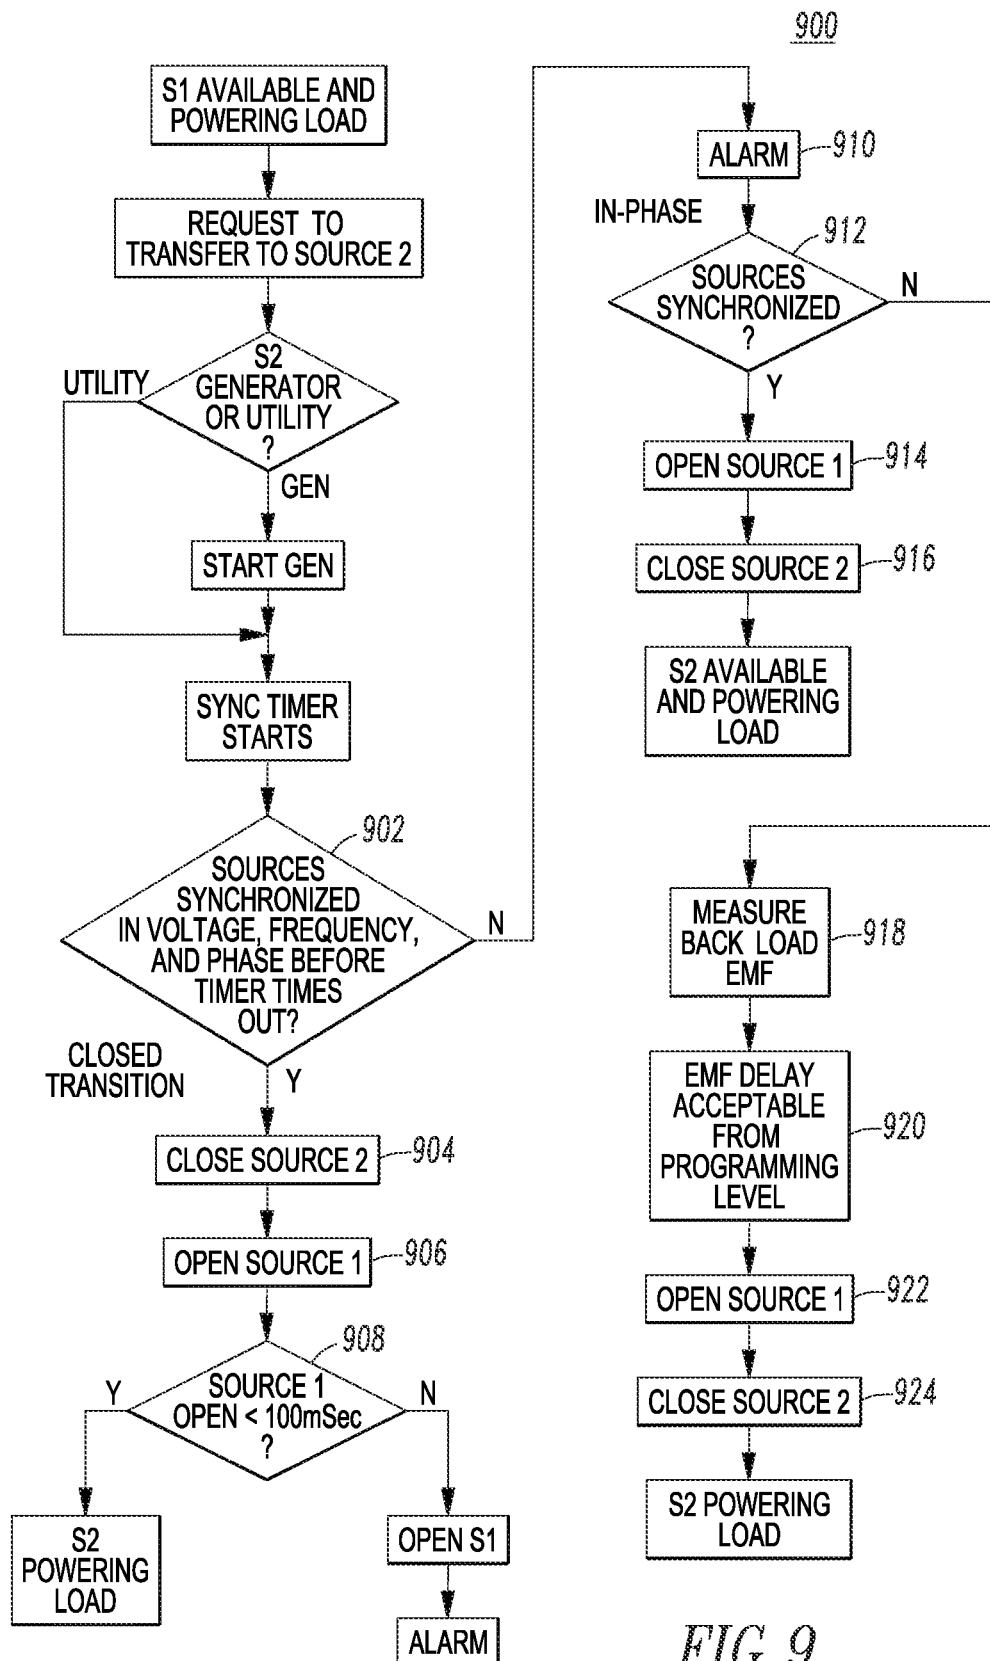 900
S1 AVAILABLE AND
POWERING LOAD
REQUEST TO
TRANSFER TO SOURCE 2
S2
GENERATOR
OR UTILITY
?
UTILITY
GEN
START GEN
SYNC TIMER
STARTS
902
SOURCES
SYNCHRONIZED
IN VOLTAGE, FREQUENCY,
AND PHASE BEFORE
TIMER TIMES
OUT?
N
CLOSED
TRANSITION
Y
CLOSE SOURCE 2
904
OPEN SOURCE 1
906
908
SOURCE 1
OPEN < 100mSec
?
Y
N
S2
POWERING
LOAD
OPEN S1
ALARM
ALARM
910
IN-PHASE
912
SOURCES
SYNCHRONIZED
?
N
Y
OPEN SOURCE 1
914
CLOSE SOURCE 2
916
S2 AVAILABLE
AND POWERING
LOAD
MEASURE
BACK LOAD
EMF
918
EMF DELAY
ACCEPTABLE
FROM
PROGRAMMING
LEVEL
920
OPEN SOURCE 1
922
CLOSE SOURCE 2
924
S2 POWERING
LOAD
FIG. 9